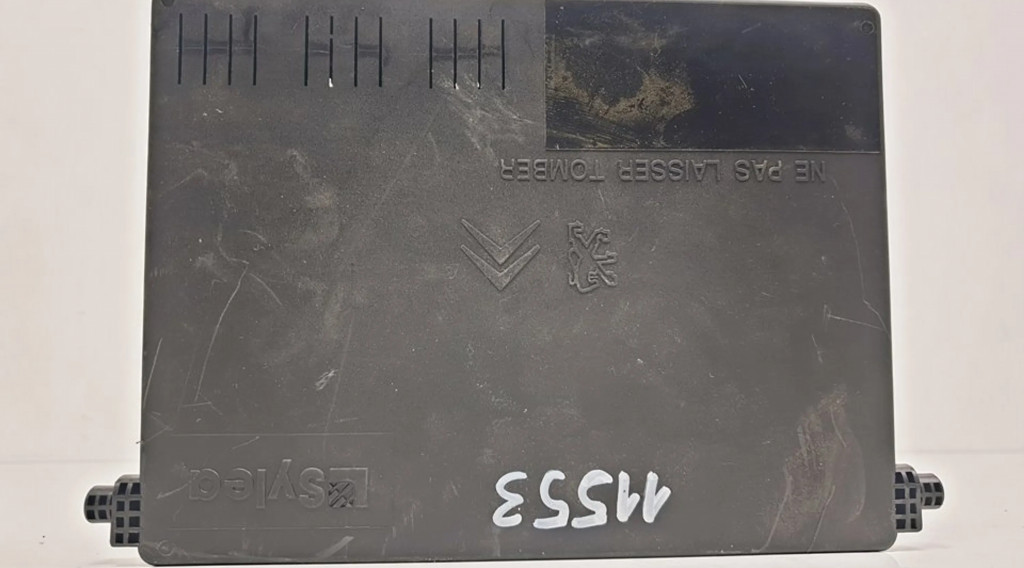 11553
Sylea
NE PAS LAISSER TOMBER